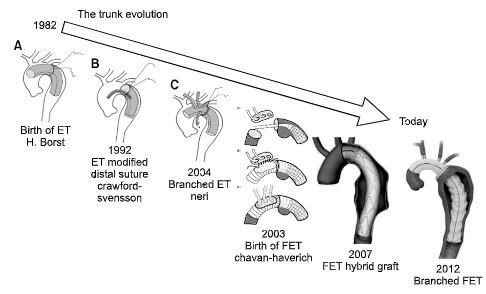 The trunk evolution
1982
A
Birth of ET
H. Borst
B
1992
ET modified
distal suture
crawford-
svensson
C
2004
Branched ET
neri
2003
Birth of FET
chavan-haverich
2007
FET hybrid graft
Today
2012
Branched FET